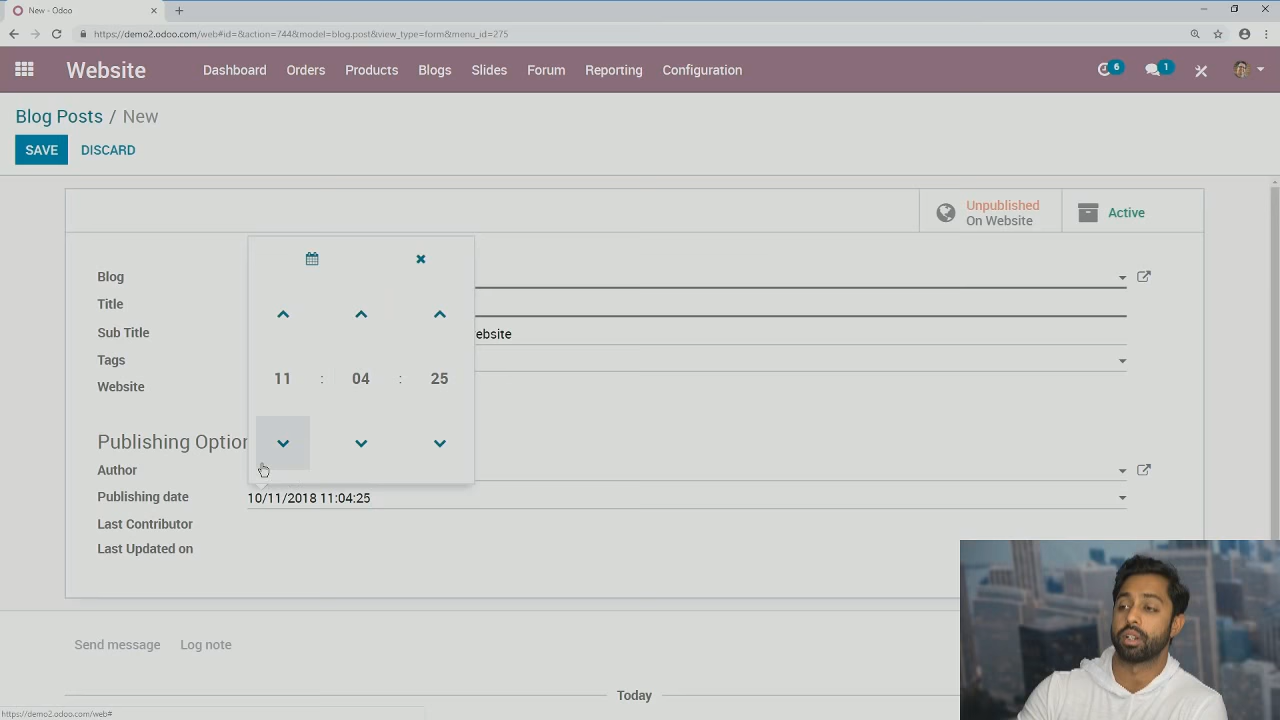 New - Odoo
https://demo2.odoo.com/web#id=&action=744&model=blog.post&view_type=form&menu_id=275
Website Dashboard Orders Products Blogs Slides Forum Reporting Configuration 6 1
Blog Posts / New
SAVE DISCARD
Unpublished
On Website
Active
Blog
Title
Sub Title ebsite
Tags
Website
11 : 04 : 25
Publishing Option
Author
Publishing date 10/11/2018 11:04:25
Last Contributor
Last Updated on
Send message Log note
Today
https://demo2.odoo.com/web#